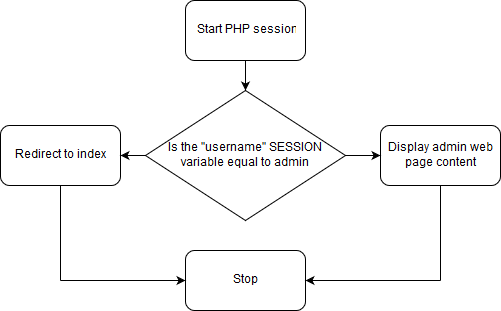 Start PHP session
Is the "username" SESSION
variable equal to admin
Redirect to index
Display admin web
page content
Stop